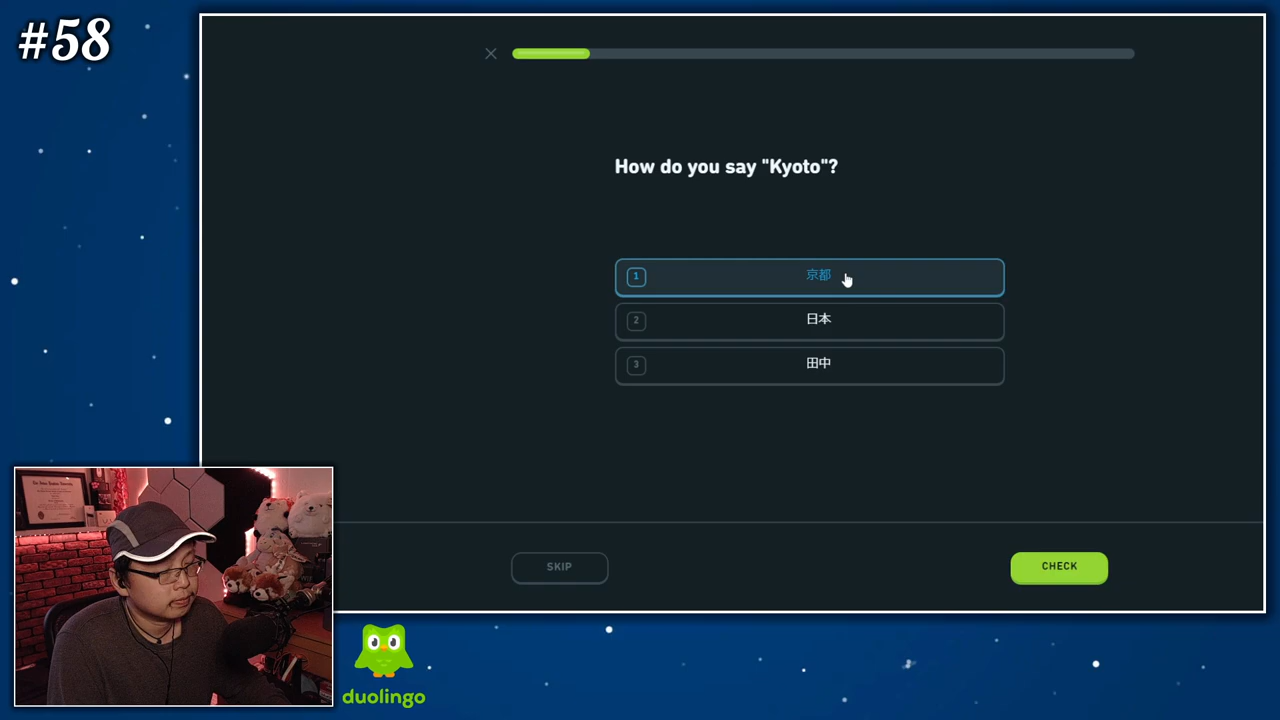 #58
How do you say "Kyoto"?
1 京都
2 日本
3 田中
SKIP
CHECK
duolingo